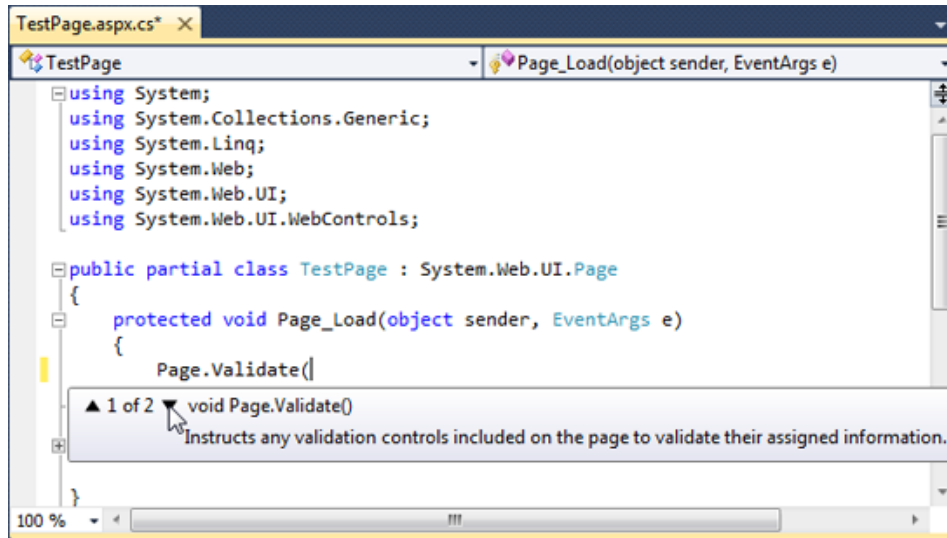 TestPage.aspx.cs*
TestPage Page_Load(object sender, EventArgs e)
using System;
using System.Collections.Generic;
using System.Linq;
using System.Web;
using System.Web.UI;
using System.Web.UI.WebControls;
public partial class TestPage : System.Web.UI.Page
{
protected void Page_Load(object sender, EventArgs e)
{
Page.Validate(
1 of 2 void Page.Validate()
Instructs any validation controls included on the page to validate their assigned information.
}
100 %